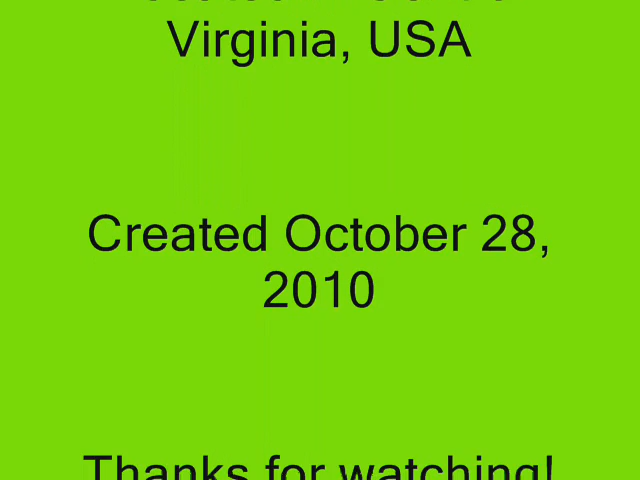 Virginia, USA
Created October 28,
2010
Thanks for watching!